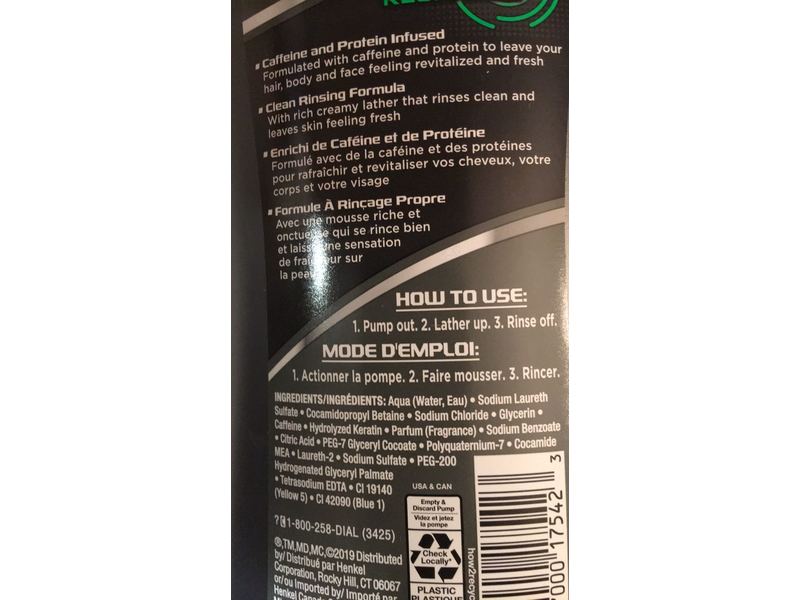 ▪ Caffeine and Protein Infused
Formulated with caffeine and protein to leave your
hair, body and face feeling revitalized and fresh
▪ Clean Rinsing Formula
With rich creamy lather that rinses clean and
leaves skin feeling fresh
▪ Enrichi de Caféine et de Protéine
Formulé avec de la caféine et des protéines
pour rafraîchir et revitaliser vos cheveux, votre
corps et votre visage
▪ Formule À Rinçage Propre
Avec une mousse riche et
onctueuse qui se rince bien
et laisse une sensation
de fraîcheur sur
la peau
HOW TO USE:
1. Pump out. 2. Lather up. 3. Rinse off.
MODE D'EMPLOI:
1. Actionner la pompe. 2. Faire mousser. 3. Rincer.
INGREDIENTS/INGRÉDIENTS: Aqua (Water, Eau) • Sodium Laureth
Sulfate • Cocamidopropyl Betaine • Sodium Chloride • Glycerin •
Caffeine • Hydrolyzed Keratin • Parfum (Fragrance) • Sodium Benzoate
• Citric Acid • PEG-7 Glyceryl Cocoate • Polyquaternium-7 • Cocamide
MEA • Laureth-2 • Sodium Sulfate • PEG-200
Hydrogenated Glyceryl Palmate
• Tetrasodium EDTA • CI 19140
(Yellow 5) • CI 42090 (Blue 1)
? 1-800-258-DIAL (3425)
®,TM,MD,MC,©2019 Distributed
by/ Distribué par Henkel
Corporation, Rocky Hill, CT 06067
or/ou Imported by/ Importé par
Henkel Canada
USA & CAN
Empty &
Discard Pump
Videz et jetez
la pompe
Check
Locally*
PLASTIC
PLASTIQUE
how2recyc
000 17542 3